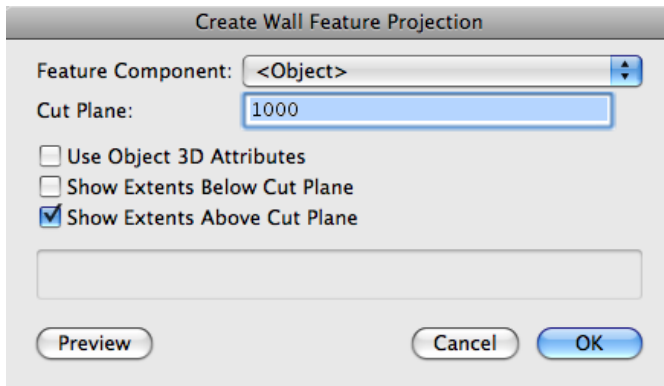 Create Wall Feature Projection
Feature Component: <Object>
Cut Plane: 1000
Use Object 3D Attributes
Show Extents Below Cut Plane
Show Extents Above Cut Plane
Preview Cancel OK